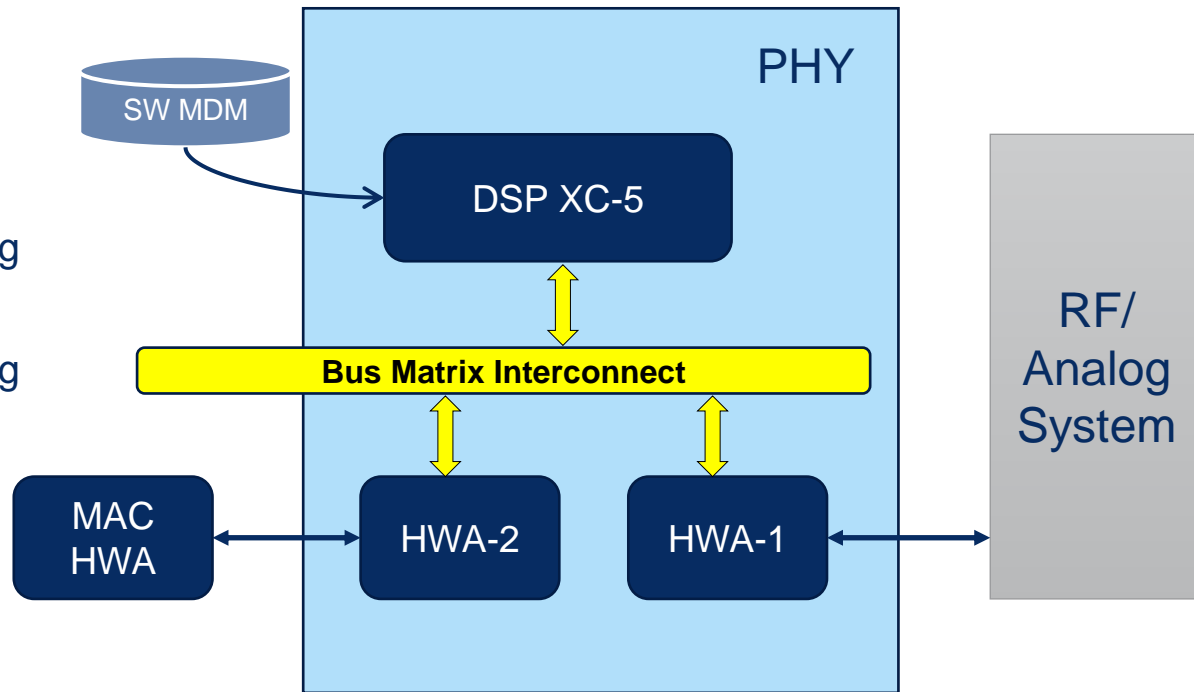 PHY
SW MDM
DSP XC-5
g
g
Bus Matrix Interconnect
RF/
Analog
System
MAC
HWA
HWA-2
HWA-1